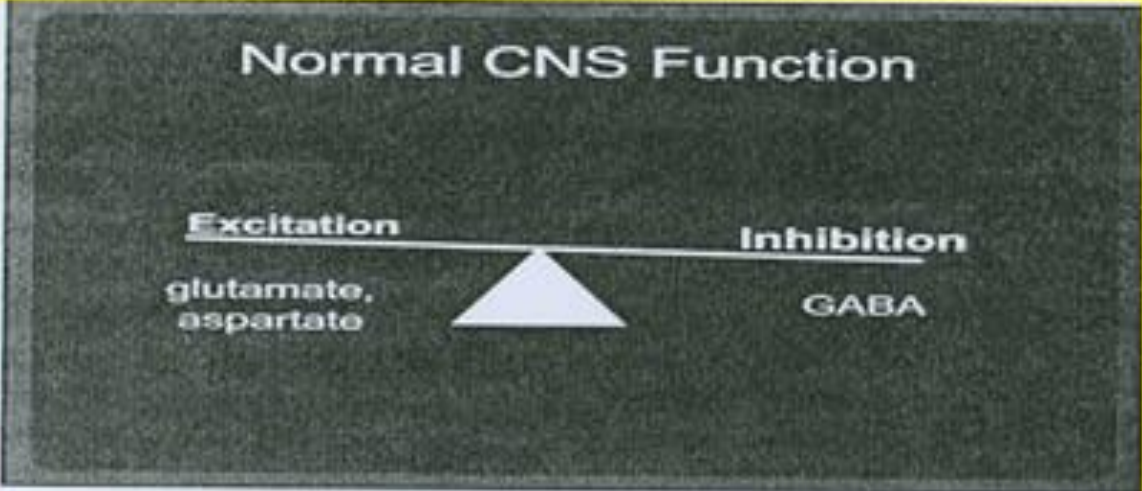 Normal CNS Function
Excitation
Inhibition
glutamate,
aspartate
GABA